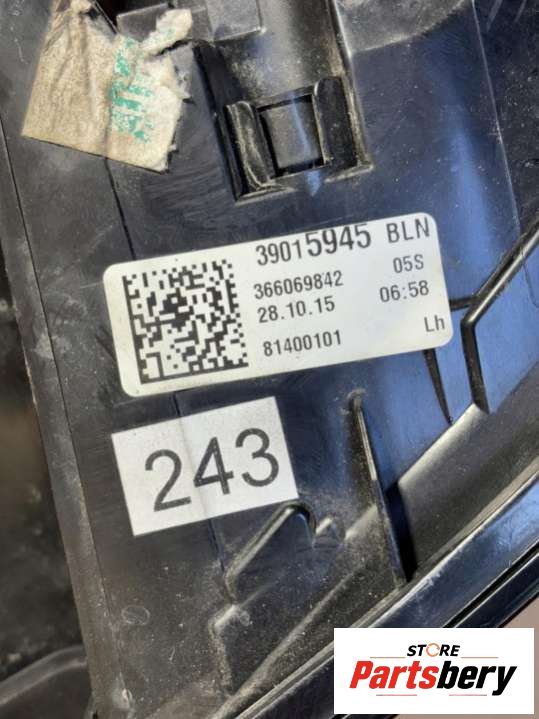 39015945 BLN
366069842 05S
28.10.15 06:58
81400101 Lh
243
STORE
Partsbery